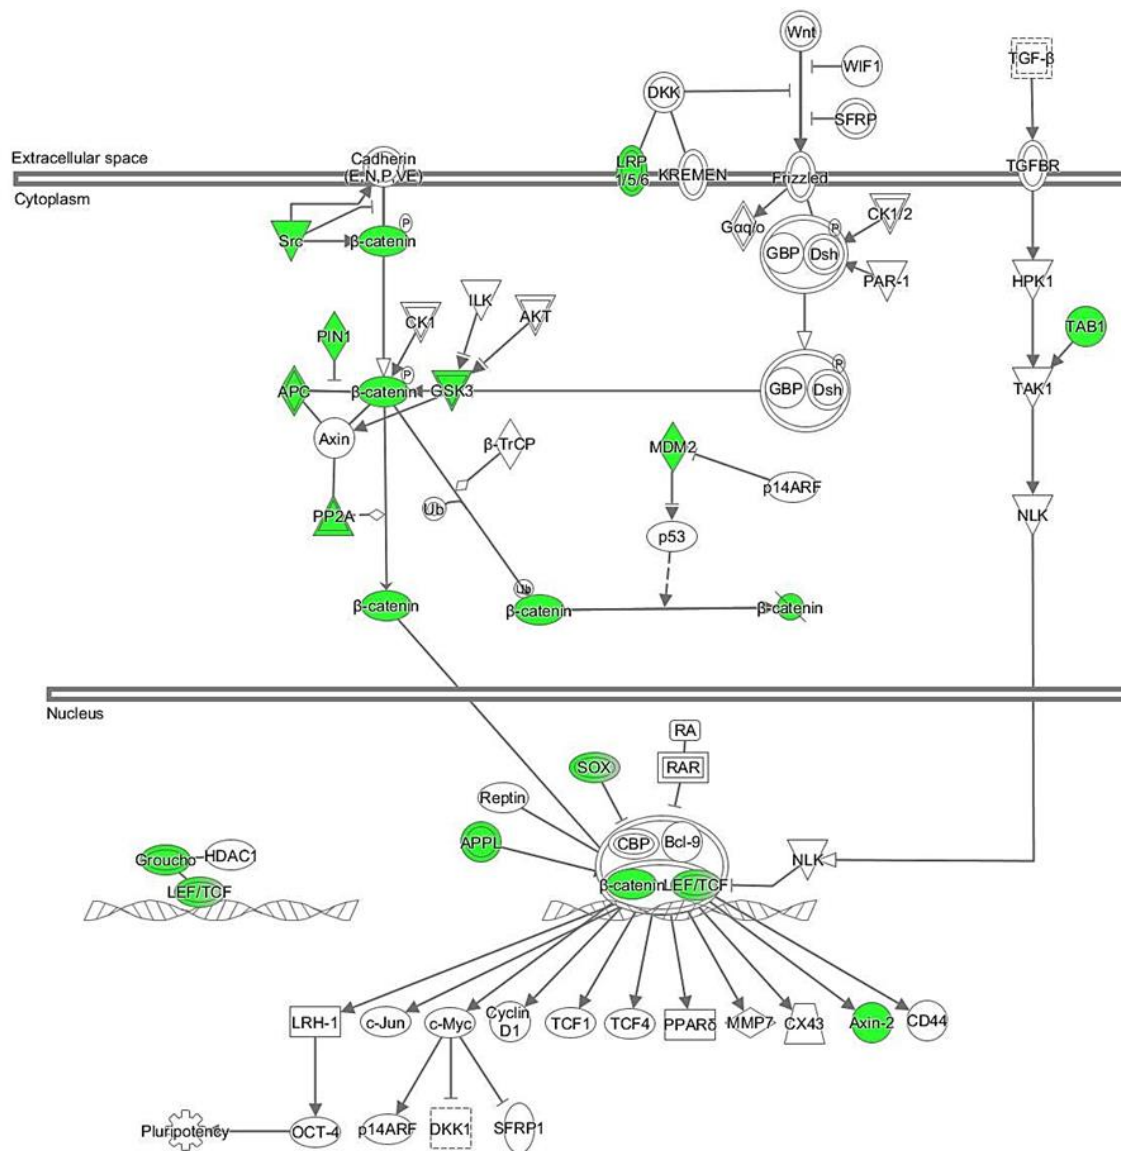 Wnt
WIF1
TGF-β
DKK
SFRP
Extracellular space
Cadherin
(E,N,P,VE)
LRP
1/5/6
KREMEN
Frizzled
TGFBR
Cytoplasm
Src
β-catenin
P
Gαq/o
GBP
Dsh
P
CK1/2
PAR-1
HPK1
ILK
PIN1
CK1
AKT
TAB1
APC
β-catenin
P
GSK3
GBP
Dsh
P
TAK1
Axin
β-TrCP
MDM2
p14ARF
PP2A
Ub
p53
NLK
β-catenin
Ub
β-catenin
β-catenin
Nucleus
RA
SOX
RAR
Reptin
APPL
CBP
Bcl-9
Groucho
HDAC1
NLK
LEF/TCF
β-catenin
LEF/TCF
LRH-1
c-Jun
c-Myc
Cyclin
D1
TCF1
TCF4
PPARδ
MMP7
CX43
Axin-2
CD44
Pluripotency
OCT-4
p14ARF
DKK1
SFRP1